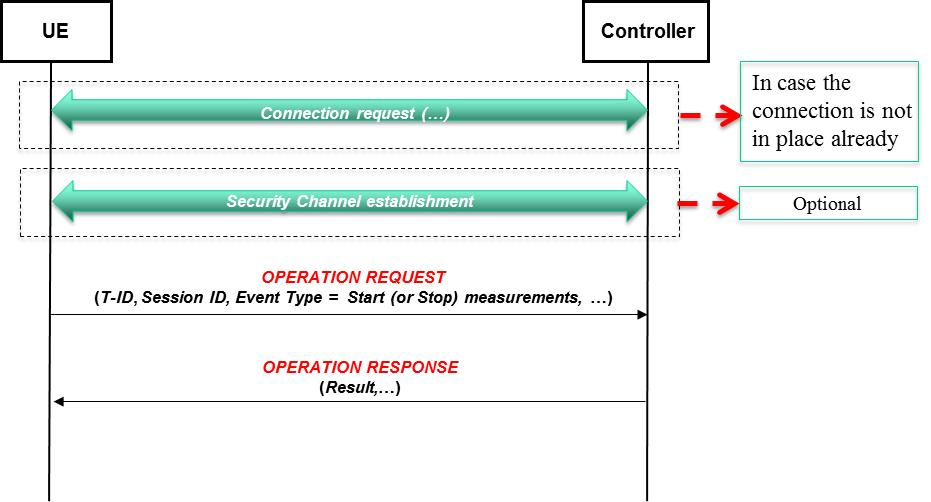 UE
Controller
Connection request (…)
In case the
connection is not
in place already
Security Channel establishment
Optional
OPERATION REQUEST
(T-ID, Session ID, Event Type = Start (or Stop) measurements, …)
OPERATION RESPONSE
(Result,…)